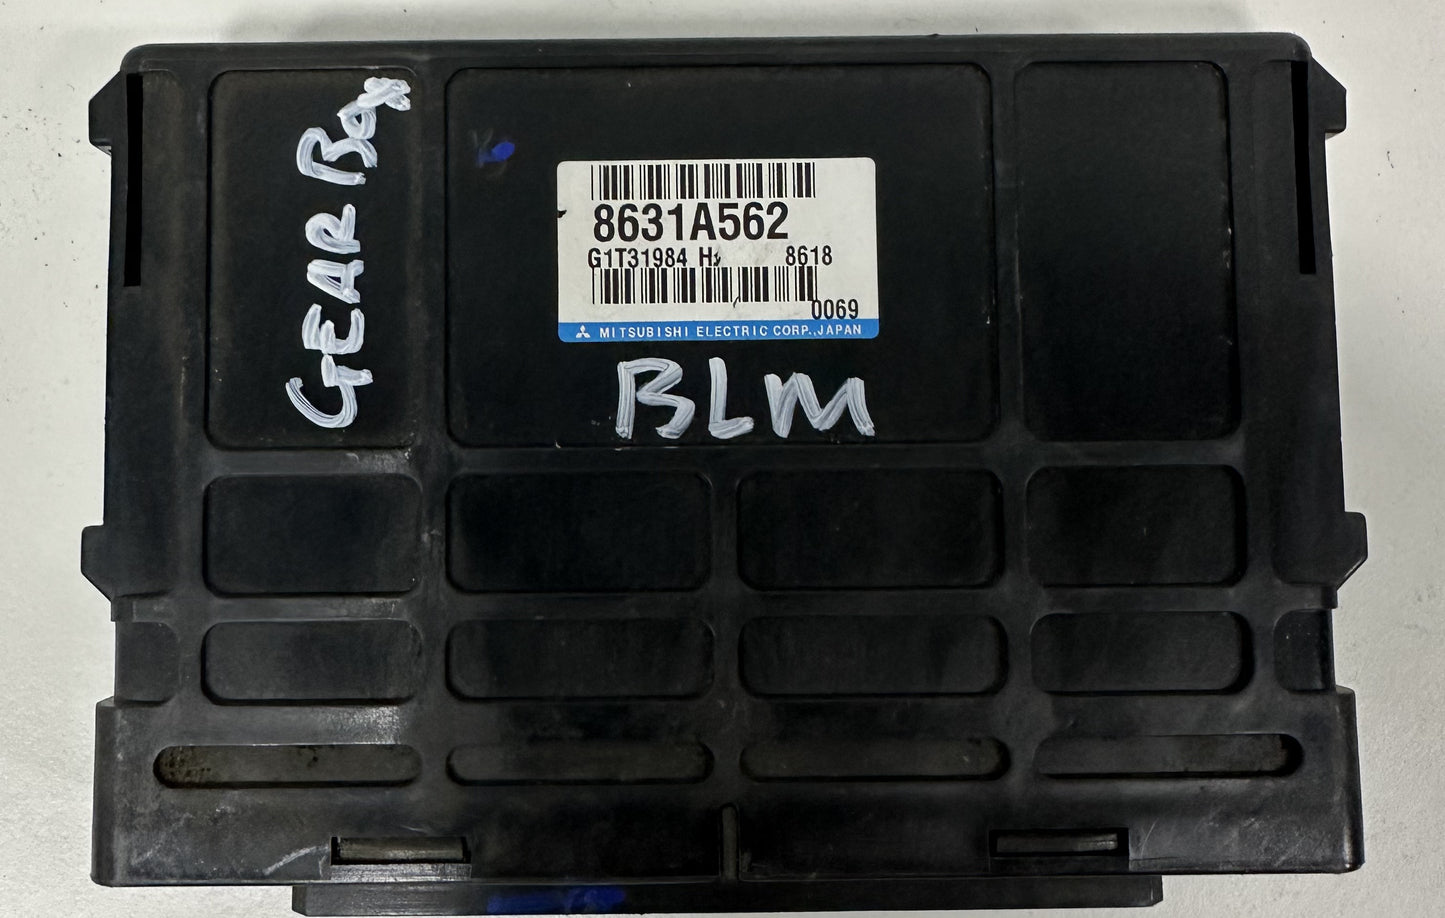 GEAR Box
8631A562
G1T31984 8618
0069
MITSUBISHI ELECTRIC CORP., JAPAN
BLM